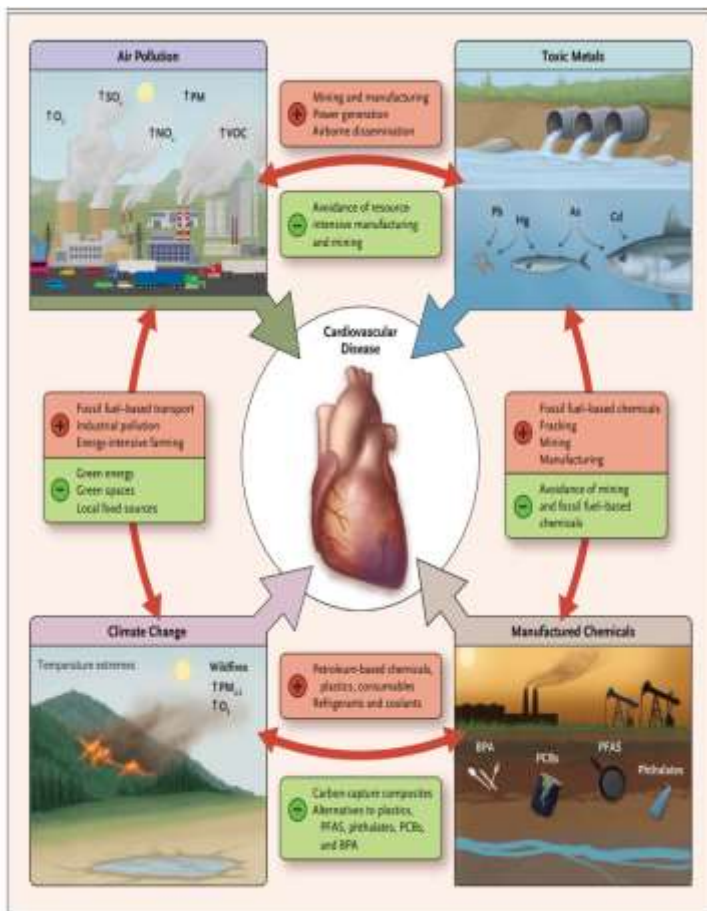 Air Pollution
↑O₃
↑SO₂
↑NOₓ
↑PM
↑VOC
Mining and manufacturing
Power generation
Airborne dissemination
Avoidance of resource
intensive manufacturing
and mining
Toxic Metals
Pb
Hg
As
Cd
Cardiovascular
Disease
Fossil fuel–based transport
Industrial pollution
Energy-intensive farming
Green energy
Green spaces
Local food sources
Fossil fuel–based chemicals
Fracking
Mining
Manufacturing
Avoidance of mining
and fossil fuel–based
chemicals
Climate Change
Temperature extremes
Wildfires
↑PM₂.₅
↑O₃
Petroleum-based chemicals,
plastics, consumables
Refrigerants and coolants
Carbon capture composites
Alternatives to plastics,
PFAS, phthalates, PCBs,
and BPA
Manufactured Chemicals
BPA
PCBs
PFAS
Phthalates